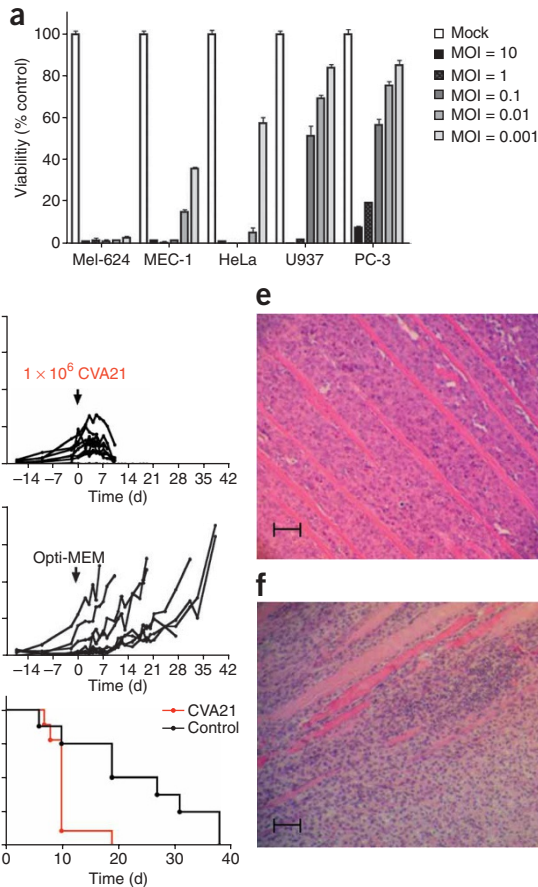 a
100
80
60
40
20
0
Viabilitiy (% control)
Mel-624 MEC-1 HeLa U937 PC-3
Mock
MOI = 10
MOI = 1
MOI = 0.1
MOI = 0.01
MOI = 0.001
1 × 10⁶ CVA21
–14 –7 0 7 14 21 28 35 42
Time (d)
Opti-MEM
–14 –7 0 7 14 21 28 35 42
Time (d)
CVA21
Control
0 10 20 30 40
Time (d)
e
f